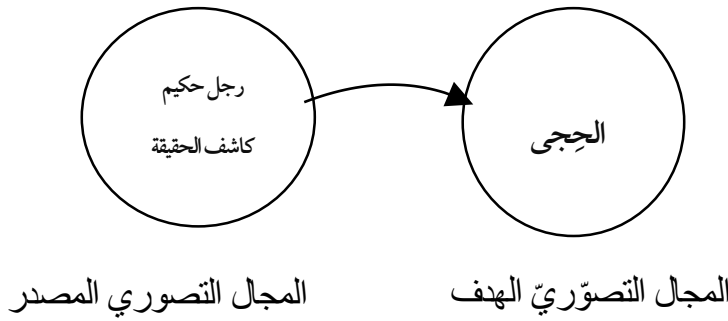 رجل حكيم
كاشف الحقيقة
الحِجى
المجال التصوّريّ الهدف
المجال التصوري المصدر